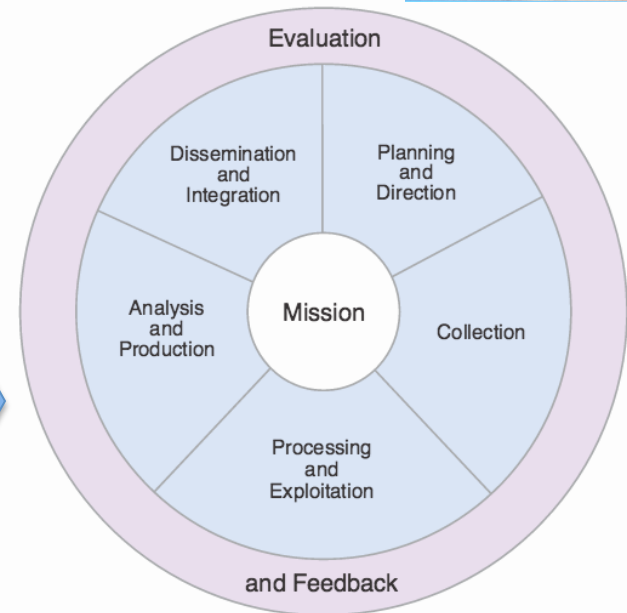 Evaluation
Dissemination
and
Integration
Planning
and
Direction
Analysis
and
Production
Mission
Collection
Processing
and
Exploitation
and Feedback